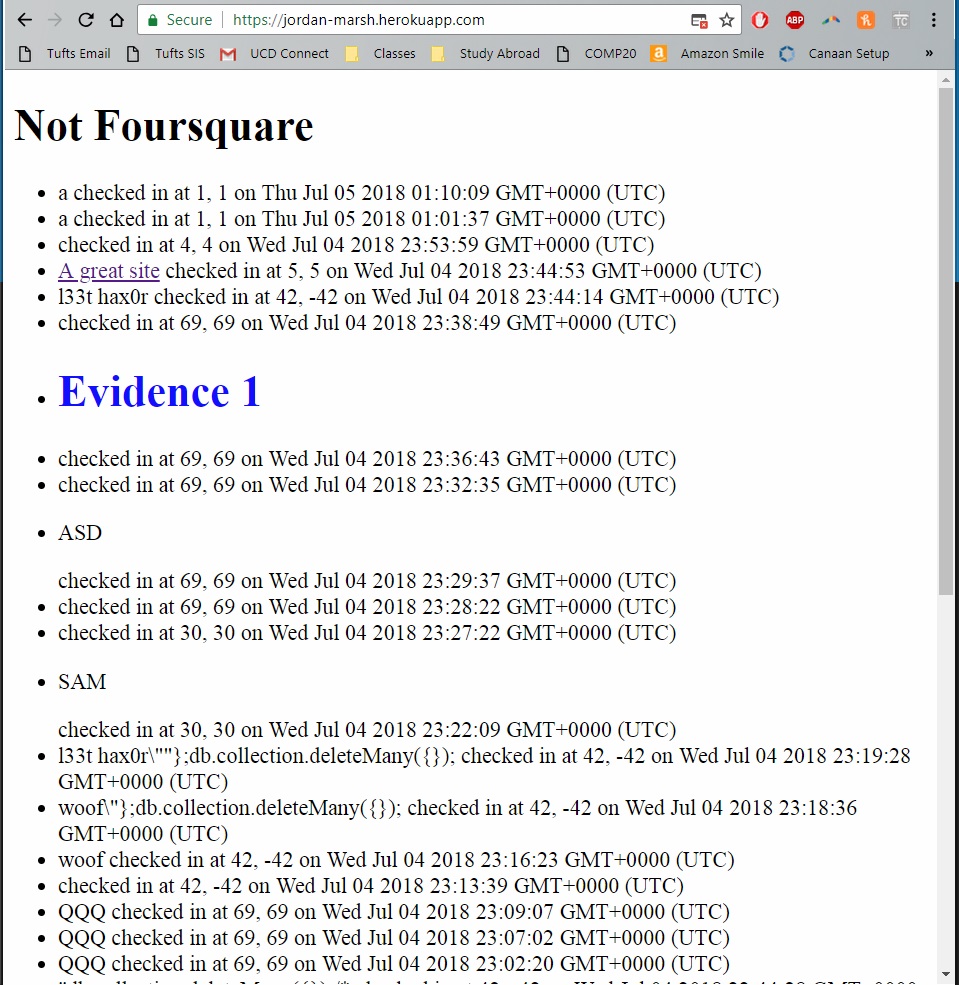 Secure https://jordan-marsh.herokuapp.com ABP TC
Tufts Email Tufts SIS UCD Connect Classes Study Abroad COMP20 Amazon Smile Canaan Setup »
Not Foursquare
a checked in at 1, 1 on Thu Jul 05 2018 01:10:09 GMT+0000 (UTC)
a checked in at 1, 1 on Thu Jul 05 2018 01:01:37 GMT+0000 (UTC)
checked in at 4, 4 on Wed Jul 04 2018 23:53:59 GMT+0000 (UTC)
A great site checked in at 5, 5 on Wed Jul 04 2018 23:44:53 GMT+0000 (UTC)
l33t hax0r checked in at 42, -42 on Wed Jul 04 2018 23:44:14 GMT+0000 (UTC)
checked in at 69, 69 on Wed Jul 04 2018 23:38:49 GMT+0000 (UTC)
Evidence 1
checked in at 69, 69 on Wed Jul 04 2018 23:36:43 GMT+0000 (UTC)
checked in at 69, 69 on Wed Jul 04 2018 23:32:35 GMT+0000 (UTC)
ASD
checked in at 69, 69 on Wed Jul 04 2018 23:29:37 GMT+0000 (UTC)
checked in at 69, 69 on Wed Jul 04 2018 23:28:22 GMT+0000 (UTC)
checked in at 30, 30 on Wed Jul 04 2018 23:27:22 GMT+0000 (UTC)
SAM
checked in at 30, 30 on Wed Jul 04 2018 23:22:09 GMT+0000 (UTC)
l33t hax0r\""};db.collection.deleteMany({}); checked in at 42, -42 on Wed Jul 04 2018 23:19:28
GMT+0000 (UTC)
woof\"};db.collection.deleteMany({}); checked in at 42, -42 on Wed Jul 04 2018 23:18:36
GMT+0000 (UTC)
woof checked in at 42, -42 on Wed Jul 04 2018 23:16:23 GMT+0000 (UTC)
checked in at 42, -42 on Wed Jul 04 2018 23:13:39 GMT+0000 (UTC)
QQQ checked in at 69, 69 on Wed Jul 04 2018 23:09:07 GMT+0000 (UTC)
QQQ checked in at 69, 69 on Wed Jul 04 2018 23:07:02 GMT+0000 (UTC)
QQQ checked in at 69, 69 on Wed Jul 04 2018 23:02:20 GMT+0000 (UTC)